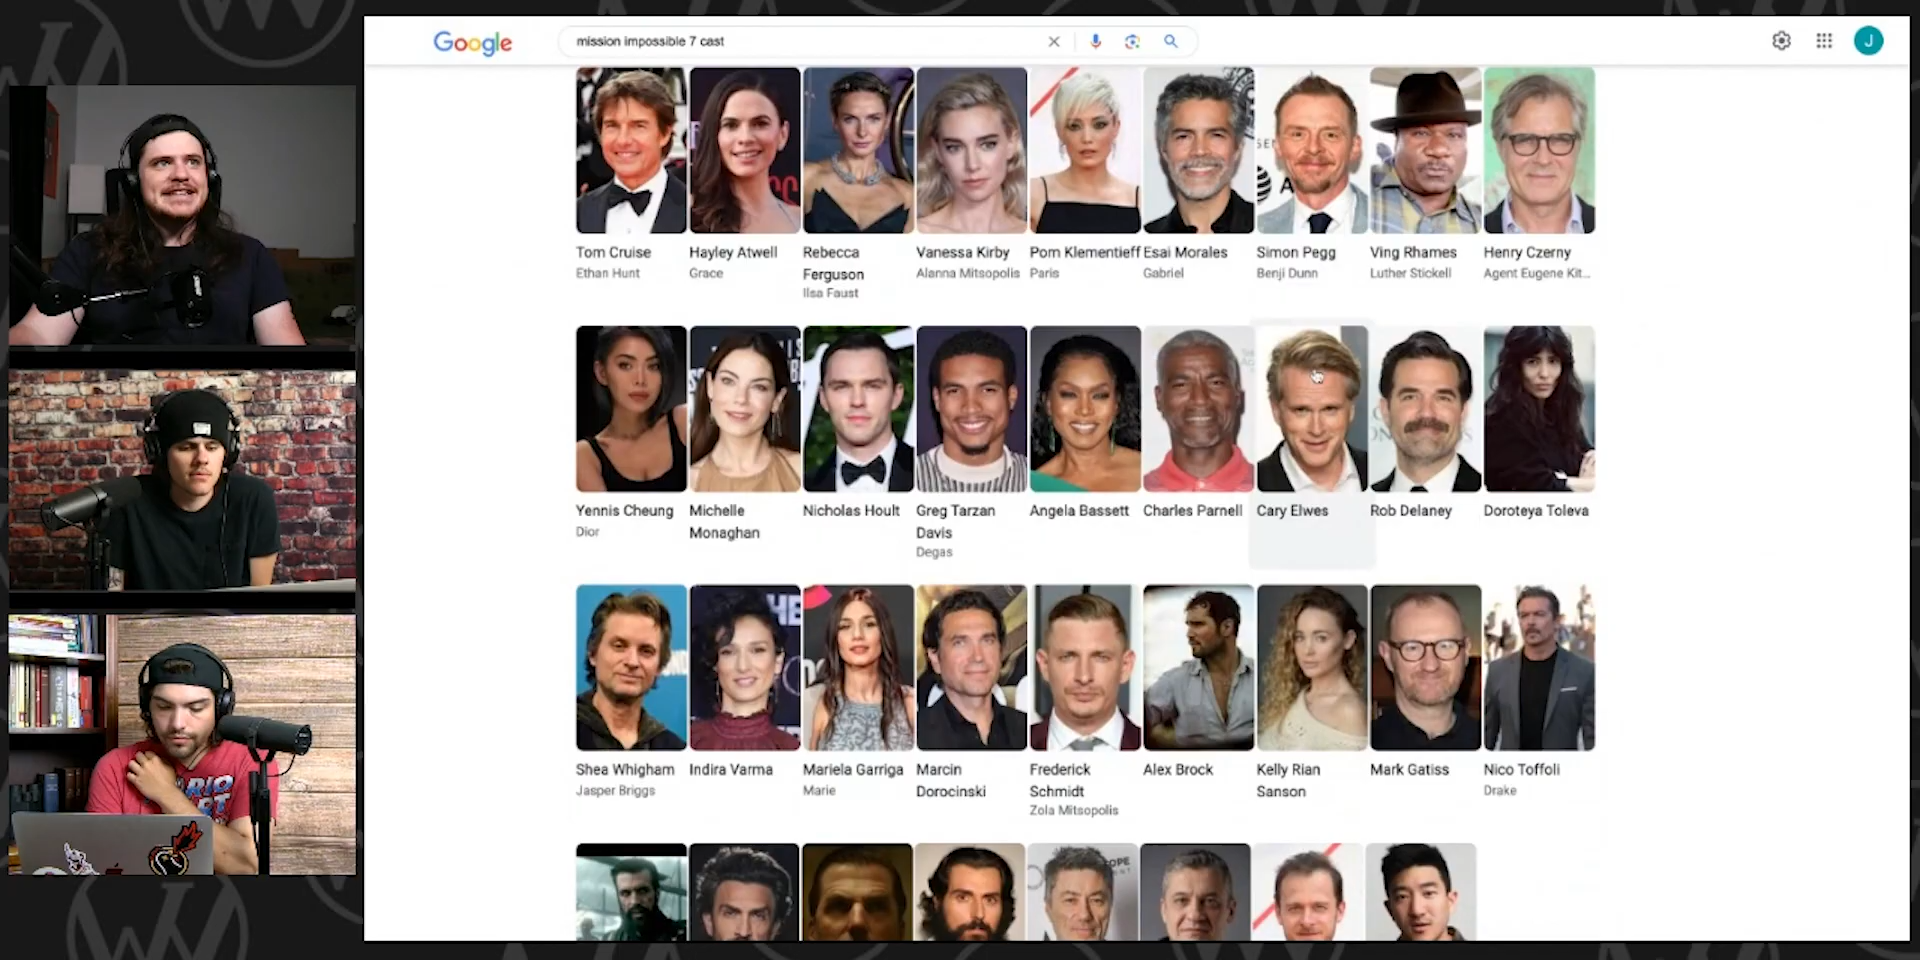 Google
mission impossible 7 cast
J
Tom Cruise
Ethan Hunt
Hayley Atwell
Grace
Rebecca
Ferguson
Ilsa Faust
Vanessa Kirby
Alanna Mitsopolis
Pom Klementieff
Paris
Esai Morales
Gabriel
Simon Pegg
Benji Dunn
Ving Rhames
Luther Stickell
Henry Czerny
Agent Eugene Kit...
Yennis Cheung
Dior
Michelle
Monaghan
Nicholas Hoult
Greg Tarzan
Davis
Degas
Angela Bassett
Charles Parnell
Cary Elwes
Rob Delaney
Doroteya Toleva
Shea Whigham
Jasper Briggs
Indira Varma
Mariela Garriga
Marie
Marcin
Dorocinski
Frederick
Schmidt
Zola Mitsopolis
Alex Brock
Kelly Rian
Sanson
Mark Gatiss
Nico Toffoli
Drake